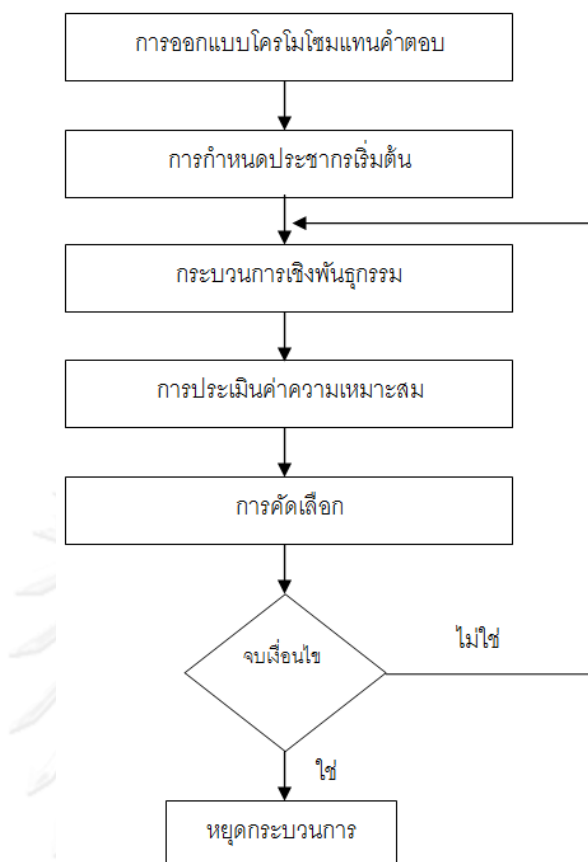 การออกแบบโครโมโซมแทนคำตอบ
การกำหนดประชากรเริ่มต้น
กระบวนการเชิงพันธุกรรม
การประเมินค่าความเหมาะสม
การคัดเลือก
จบเงื่อนไข
ไม่ใช่
ใช่
หยุดกระบวนการ